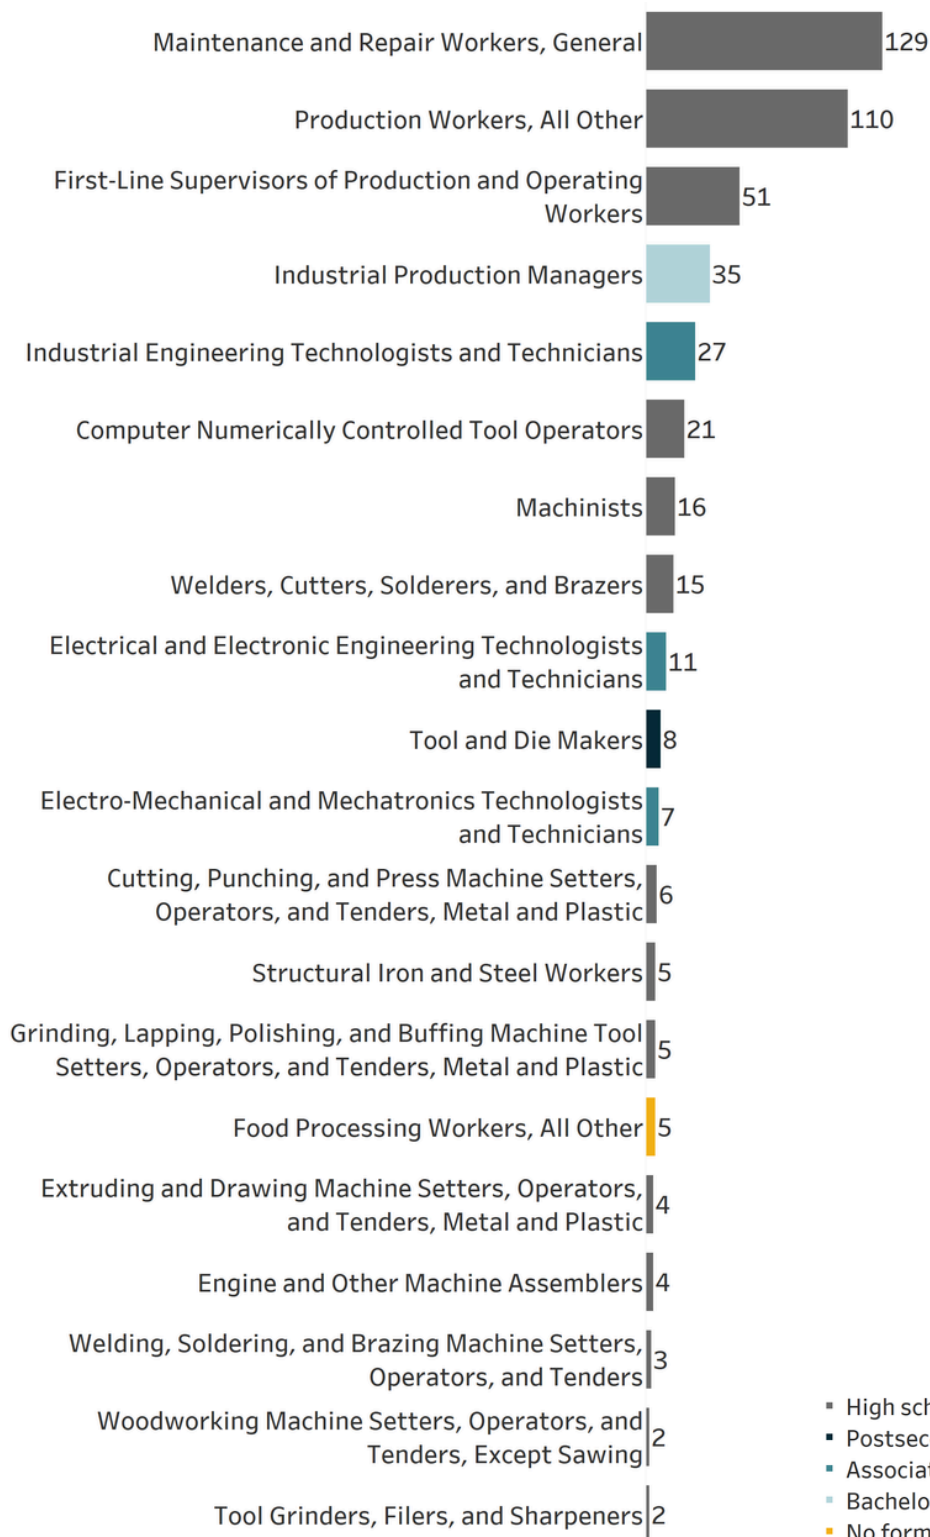 Maintenance and Repair Workers, General 129
Production Workers, All Other 110
First-Line Supervisors of Production and Operating
Workers 51
Industrial Production Managers 35
Industrial Engineering Technologists and Technicians 27
Computer Numerically Controlled Tool Operators 21
Machinists 16
Welders, Cutters, Solderers, and Brazers 15
Electrical and Electronic Engineering Technologists
and Technicians 11
Tool and Die Makers 8
Electro-Mechanical and Mechatronics Technologists
and Technicians 7
Cutting, Punching, and Press Machine Setters,
Operators, and Tenders, Metal and Plastic 6
Structural Iron and Steel Workers 5
Grinding, Lapping, Polishing, and Buffing Machine Tool
Setters, Operators, and Tenders, Metal and Plastic 5
Food Processing Workers, All Other 5
Extruding and Drawing Machine Setters, Operators,
and Tenders, Metal and Plastic 4
Engine and Other Machine Assemblers 4
Welding, Soldering, and Brazing Machine Setters,
Operators, and Tenders 3
Woodworking Machine Setters, Operators, and
Tenders, Except Sawing 2
Tool Grinders, Filers, and Sharpeners 2
High sch
Postsec
Associat
Bachelo
No form